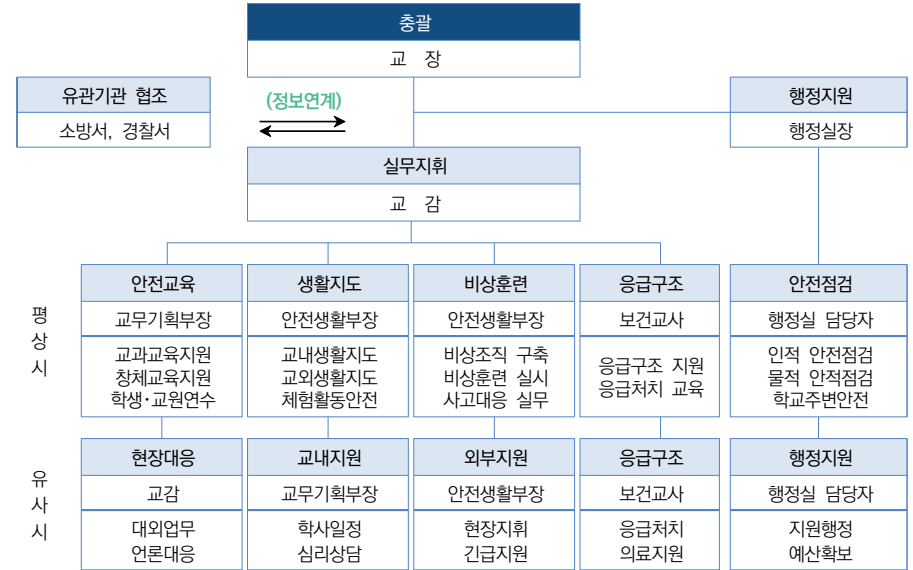 충괄
교 장
유관기관 협조
소방서, 경찰서
(정보연계)
행정지원
행정실장
실무지휘
교 감
평상시
안전교육
교무기획부장
교과교육지원
창체교육지원
학생·교원연수
생활지도
안전생활부장
교내생활지도
교외생활지도
체험활동안전
비상훈련
안전생활부장
비상조직 구축
비상훈련 실시
사고대응 실무
응급구조
보건교사
응급구조 지원
응급처치 교육
안전점검
행정실 담당자
인적 안전점검
물적 안적점검
학교주변안전
유사시
현장대응
교감
대외업무
언론대응
교내지원
교무기획부장
학사일정
심리상담
외부지원
안전생활부장
현장지휘
긴급지원
응급구조
보건교사
응급처치
의료지원
행정지원
행정실 담당자
지원행정
예산확보